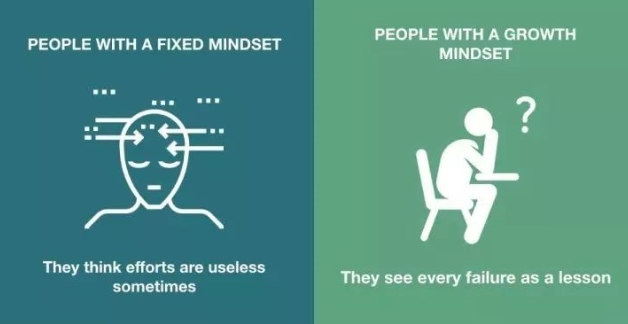 PEOPLE WITH A FIXED MINDSET
They think efforts are useless
sometimes
PEOPLE WITH A GROWTH
MINDSET
?
They see every failure as a lesson